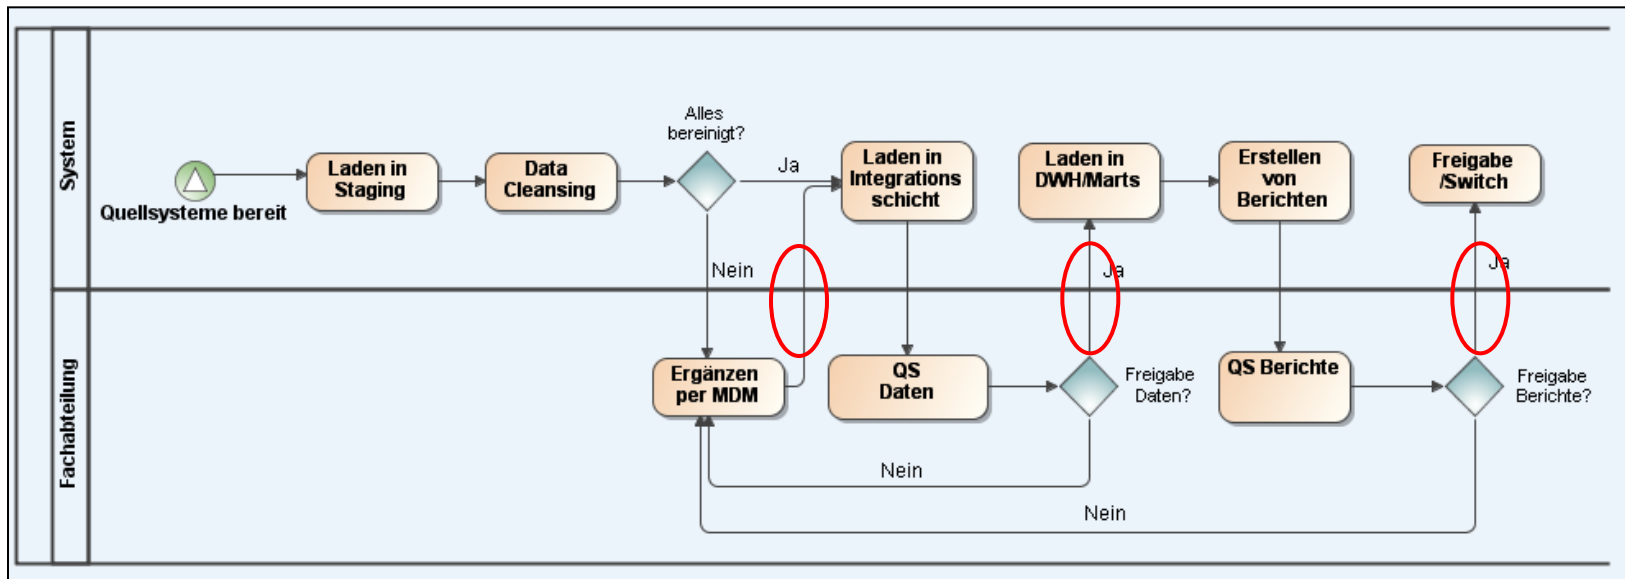 System
Quellsysteme bereit
Laden in
Staging
Data
Cleansing
Alles
bereinigt?
Ja
Nein
Laden in
Integrations
schicht
Laden in
DWH/Marts
Ja
Erstellen
von
Berichten
Freigabe
/Switch
Ja
Fachabteilung
Ergänzen
per MDM
QS
Daten
Freigabe
Daten?
Nein
QS Berichte
Freigabe
Berichte?
Nein